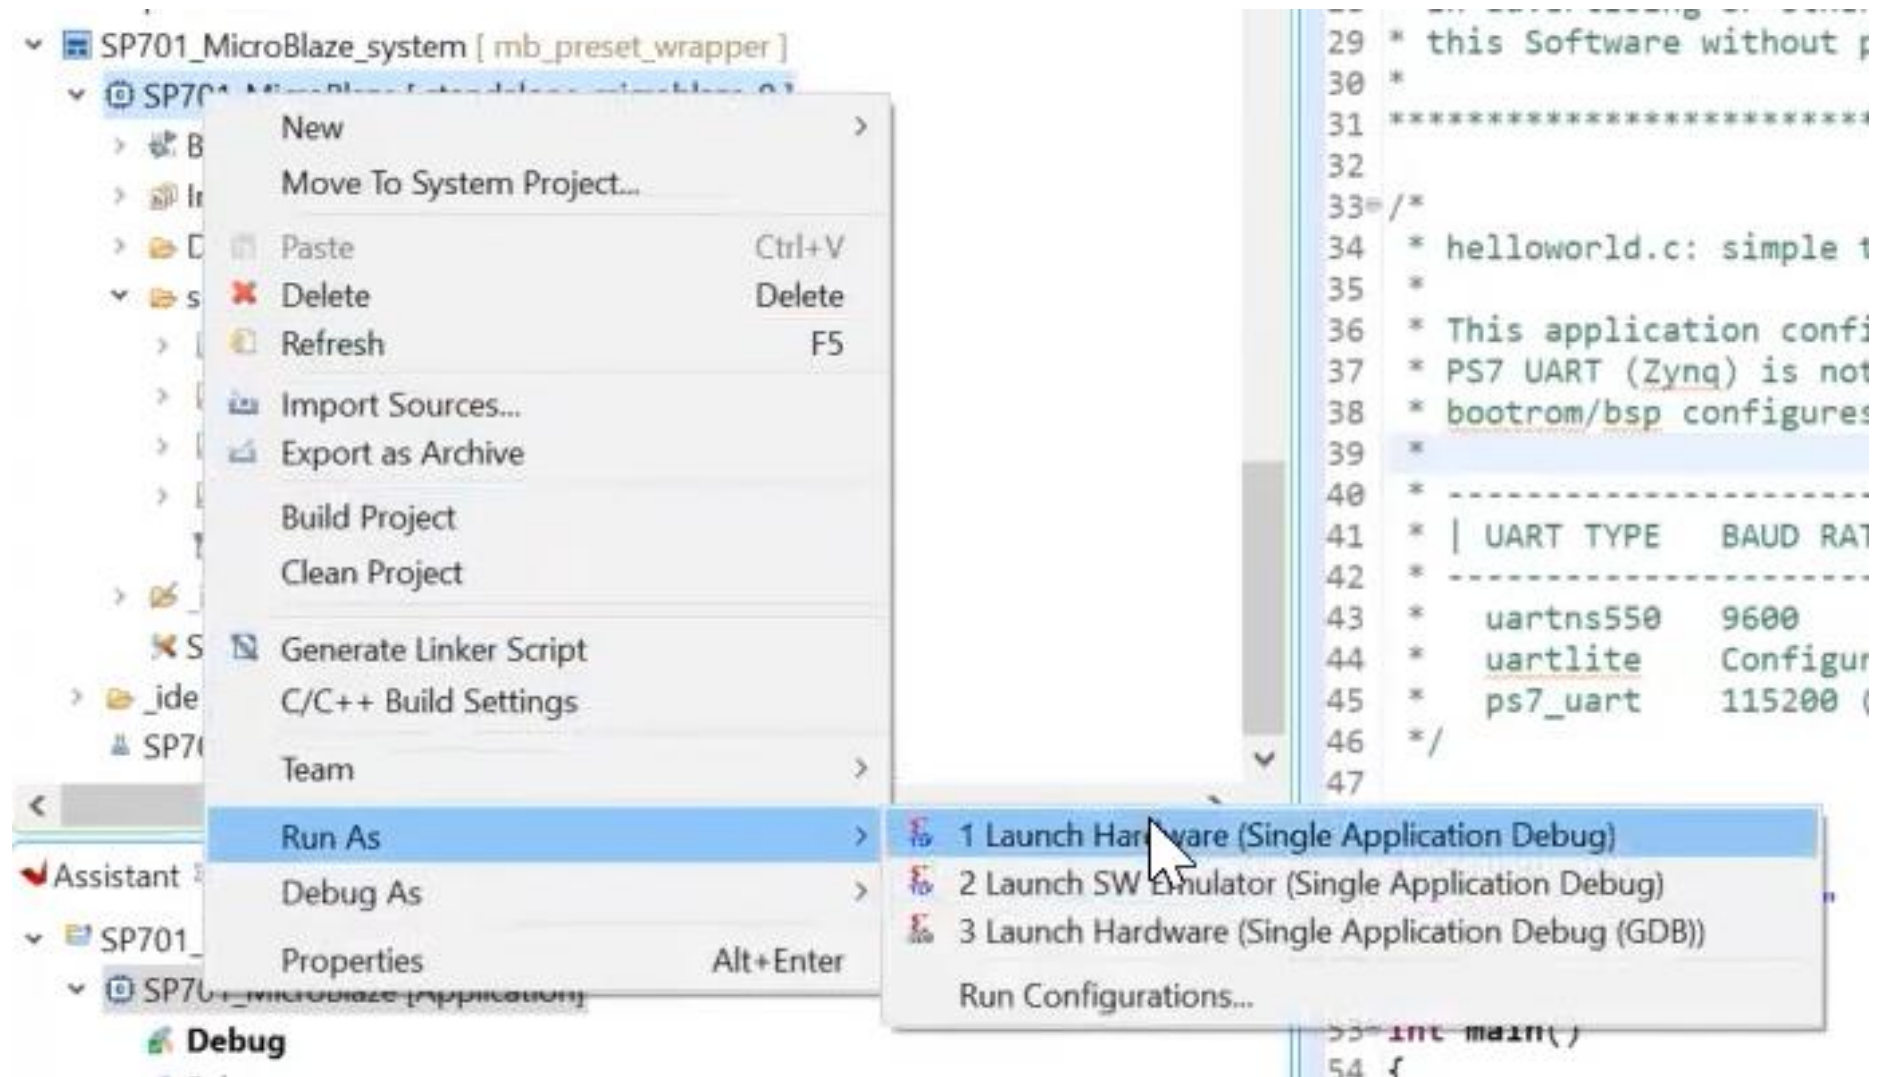 SP701_MicroBlaze_system [ mb_preset_wrapper ]
New
Move To System Project...
Paste Ctrl+V
Delete Delete
Refresh F5
Import Sources...
Export as Archive
Build Project
Clean Project
Generate Linker Script
C/C++ Build Settings
Team
Run As
Debug As
Properties Alt+Enter
_ide
Assistant
SP701_
SP701_MicroBlaze [Application]
Debug
1 Launch Hardware (Single Application Debug)
2 Launch SW Emulator (Single Application Debug)
3 Launch Hardware (Single Application Debug (GDB))
Run Configurations...
29 * this Software without
30 *
31 *************************
32
33 /*
34 * helloworld.c: simple
35 *
36 * This application confi
37 * PS7 UART (Zynq) is not
38 * bootrom/bsp configures
39 *
40 * ----------------------
41 * | UART TYPE BAUD RAT
42 * ----------------------
43 * uartns550 9600
44 * uartlite Configur
45 * ps7_uart 115200 (
46 */
47
53 int main()
54 {